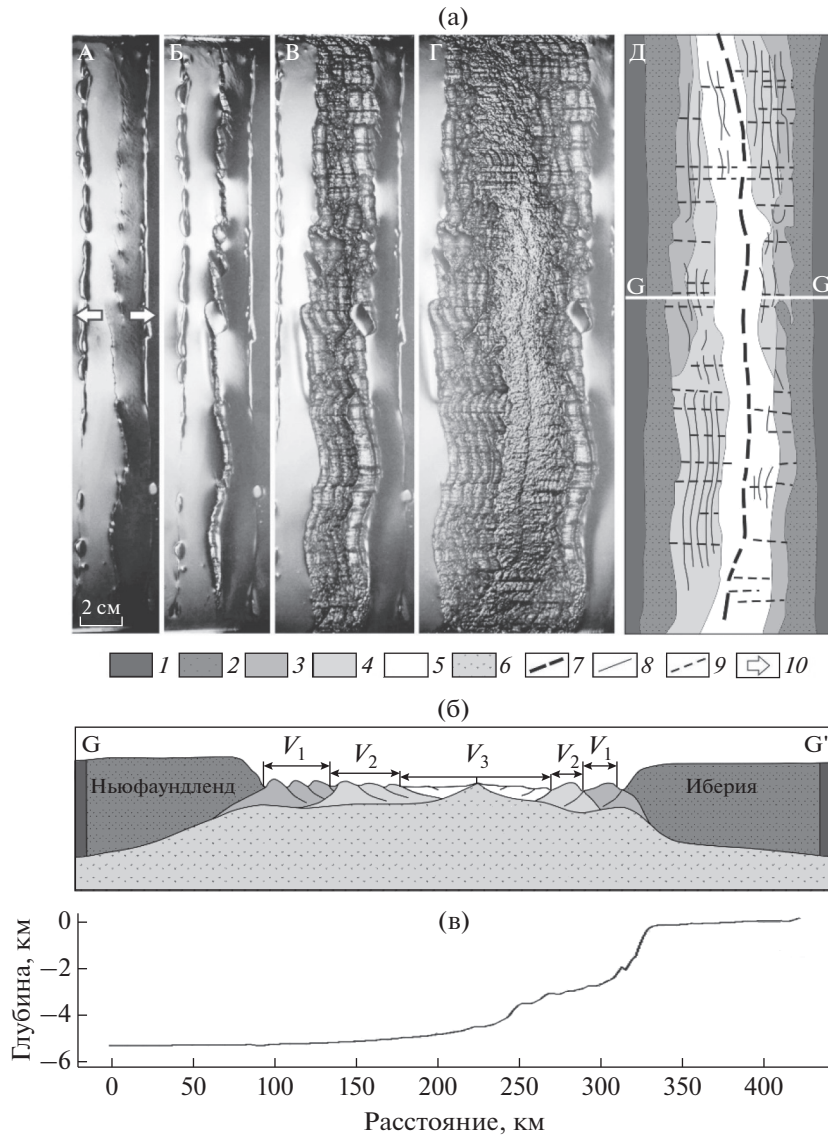 (а)
А Б В Г Д
G G'
2 см
1 2 3 4 5 6 7 8 9 10
(б)
G G'
V1 V2 V3 V2 V1
Ньюфаундленд Иберия
(в)
Глубина, км
0
−2
−4
−6
0 50 100 150 200 250 300 350 400
Расстояние, км